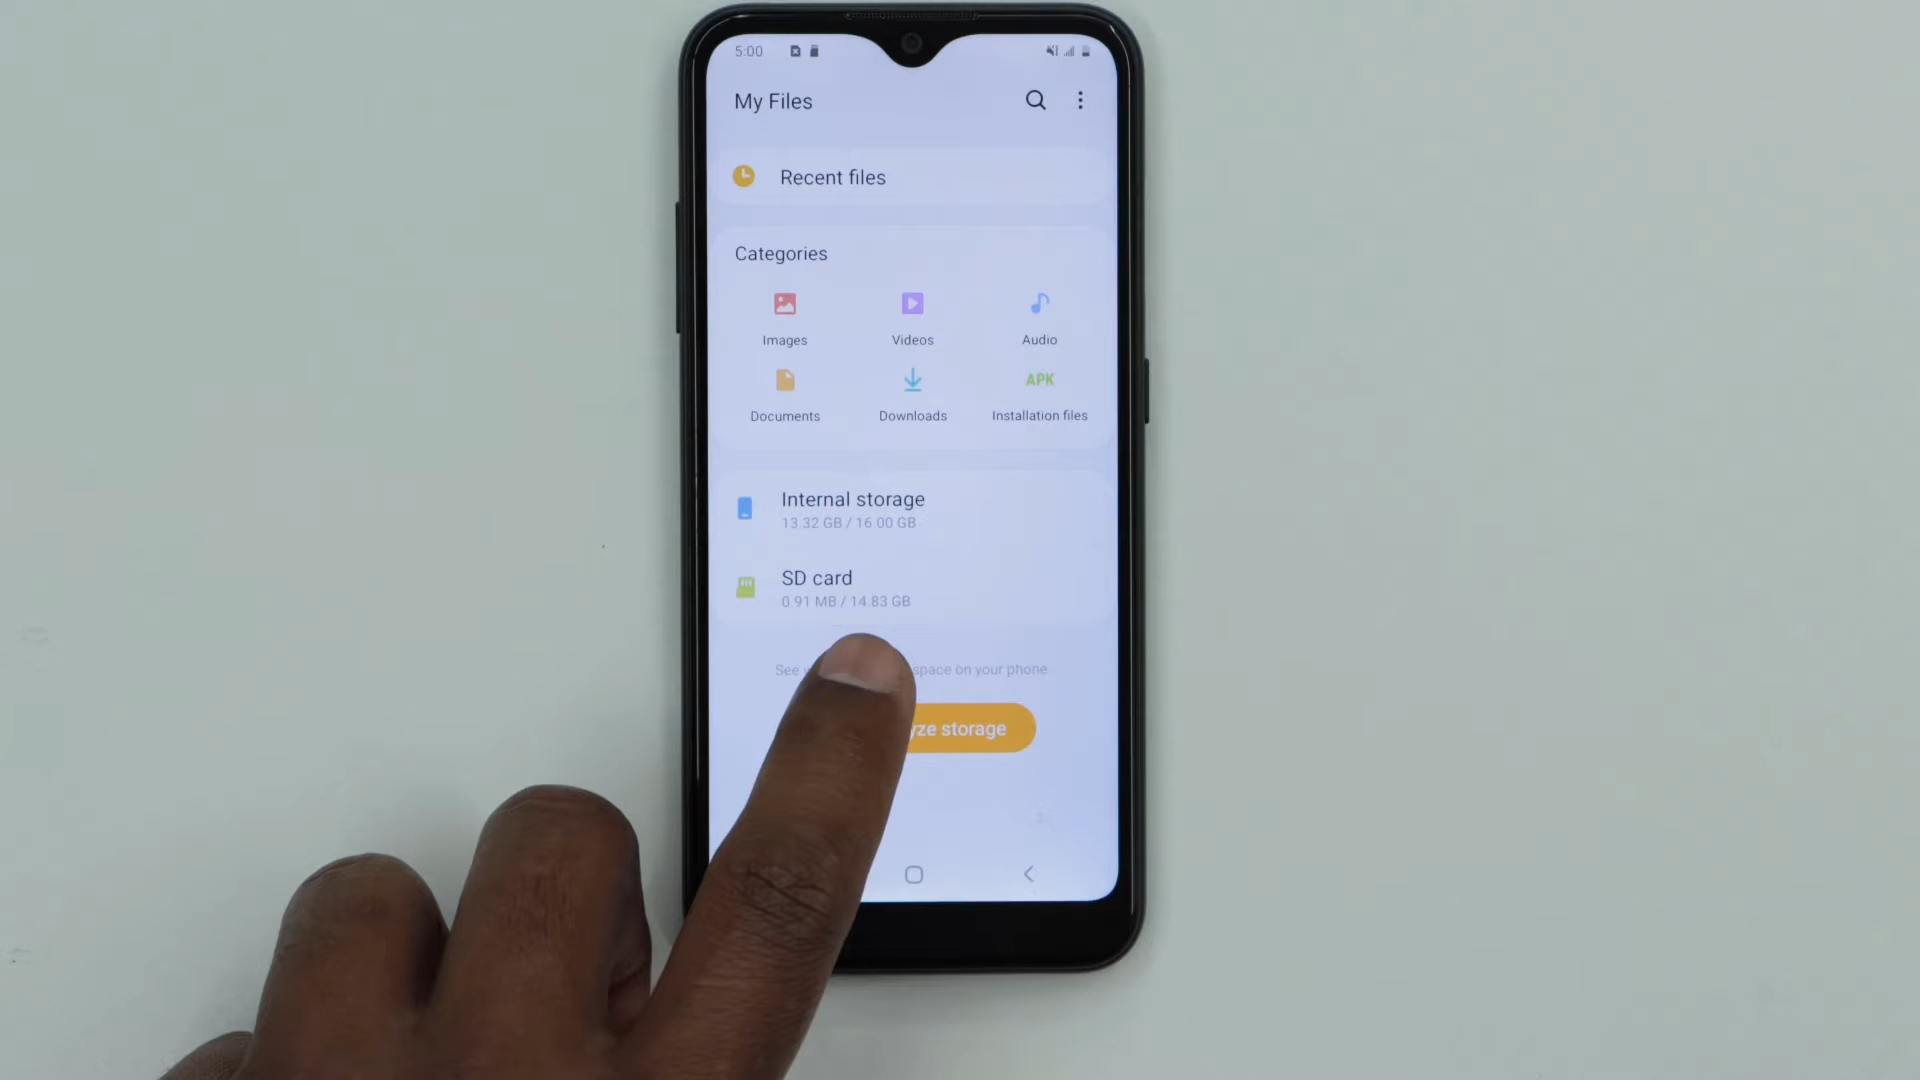 5:00
My Files
Recent files
Categories
Images Videos Audio
APK
Documents Downloads Installation files
Internal storage
13.32 GB / 16.00 GB
SD card
0.91 MB / 14.83 GB
See space on your phone
storage